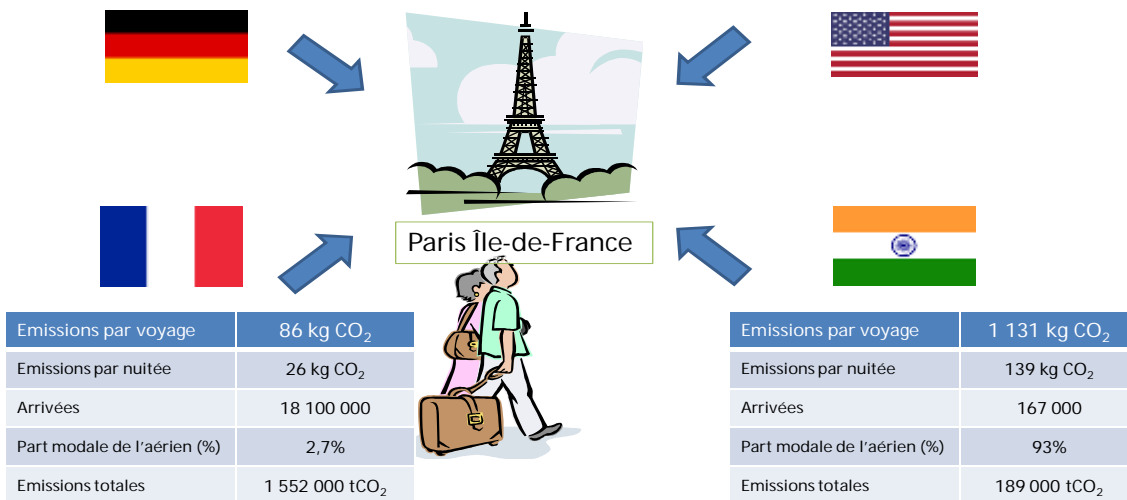 Paris Île-de-France
Emissions par voyage 86 kg CO₂
Emissions par nuitée 26 kg CO₂
Arrivées 18 100 000
Part modale de l'aérien (%) 2,7%
Emissions totales 1 552 000 tCO₂
Emissions par voyage 1 131 kg CO₂
Emissions par nuitée 139 kg CO₂
Arrivées 167 000
Part modale de l'aérien (%) 93%
Emissions totales 189 000 tCO₂